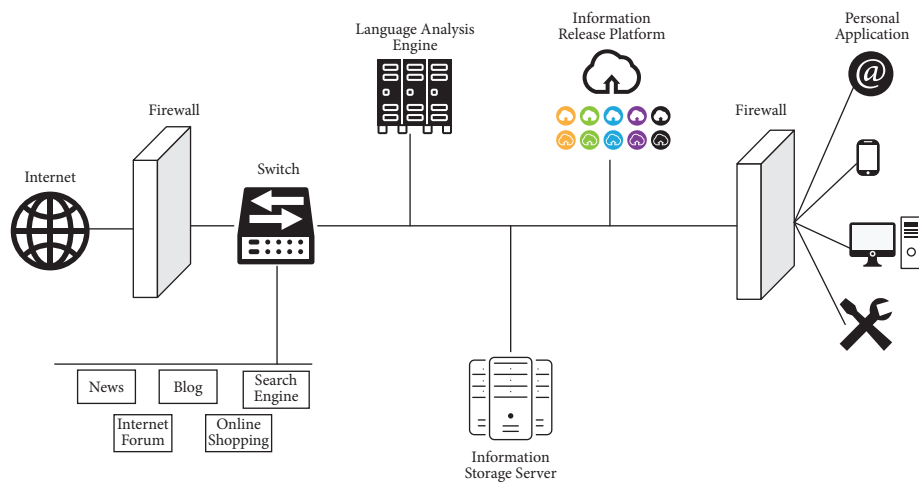 Language Analysis
Engine
Information
Release Platform
Personal
Application
@
Firewall
Firewall
Internet
Switch
News
Blog
Search
Engine
Internet
Forum
Online
Shopping
Information
Storage Server